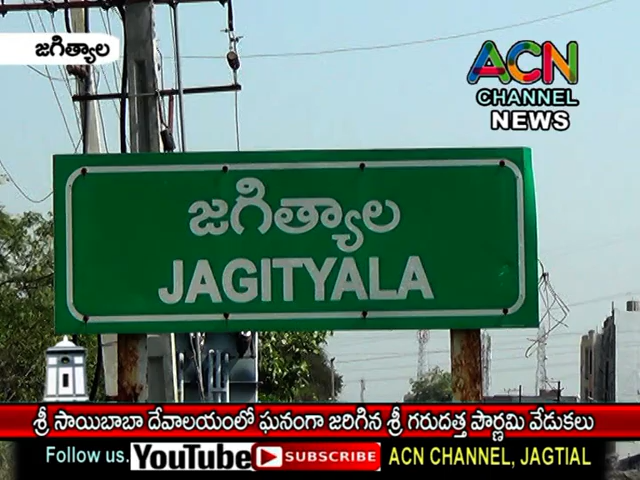 జగిత్యాల
ACN
CHANNEL
NEWS
జగిత్యాల
JAGITYALA
శ్రీ సాయిబాబా దేవాలయంలో ఘనంగా జరిగిన శ్రీ గురుదత్త పౌర్ణమి వేడుకలు
Follow us. YouTube SUBSCRIBE ACN CHANNEL, JAGTIAL